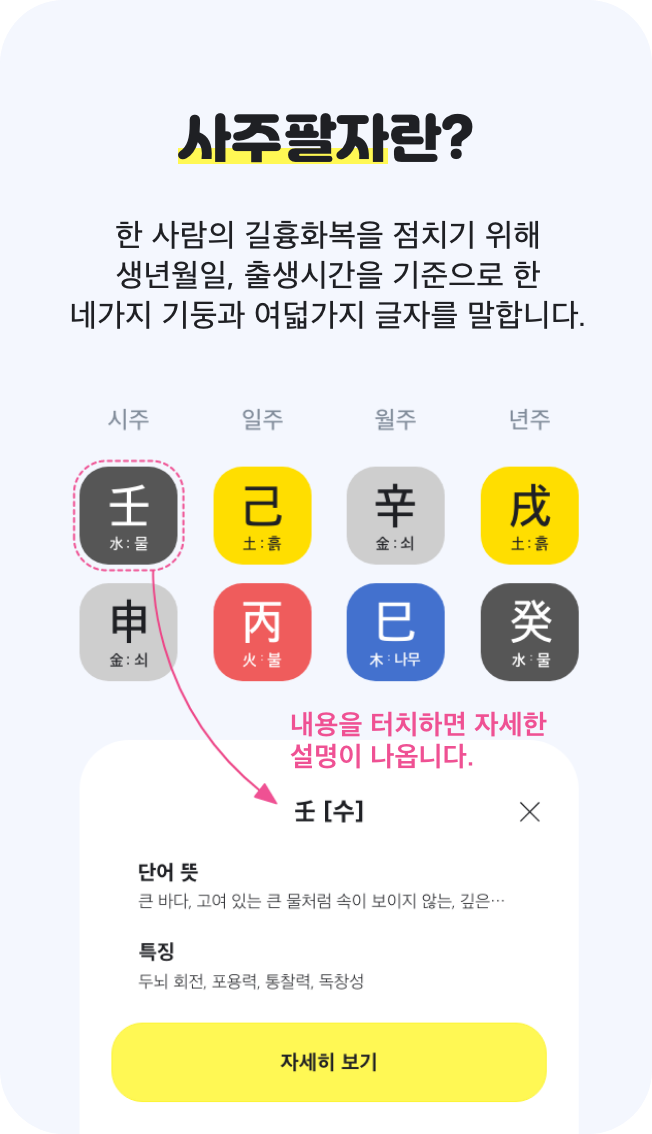 사주팔자란?
한 사람의 길흉화복을 점치기 위해
생년월일, 출생시간을 기준으로 한
네가지 기둥과 여덟가지 글자를 말합니다.
시주 일주 월주 년주
壬 己 辛 戌
水 : 물 土 : 흙 金 : 쇠 土 : 흙
申 丙 巳 癸
金 : 쇠 火 : 불 木 : 나무 水 : 물
내용을 터치하면 자세한
설명이 나옵니다.
壬 [수]
단어 뜻
큰 바다, 고여 있는 큰 물처럼 속이 보이지 않는, 깊은…
특징
두뇌 회전, 포용력, 통찰력, 독창성
자세히 보기